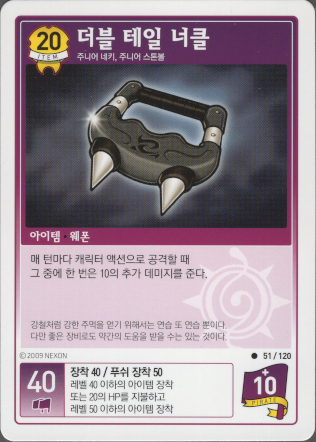 20
ITEM
더블 테일 너클
주니어 네키, 주니어 스톤볼
아이템 · 웨폰
매 턴마다 캐릭터 액션으로 공격할 때
그 중에 한 번은 10의 추가 데미지를 준다.
강철처럼 강한 주먹을 얻기 위해서는 연습 또 연습 뿐이다.
다만 좋은 장비로도 약간의 도움을 받을 수는 있는 것이다.
©2009 NEXON
● 51/120
40
장착 40 / 푸쉬 장착 50
레벨 40 이하의 아이템 장착
또는 20의 HP를 지불하고
레벨 50 이하의 아이템 장착
+
10
PIRATE